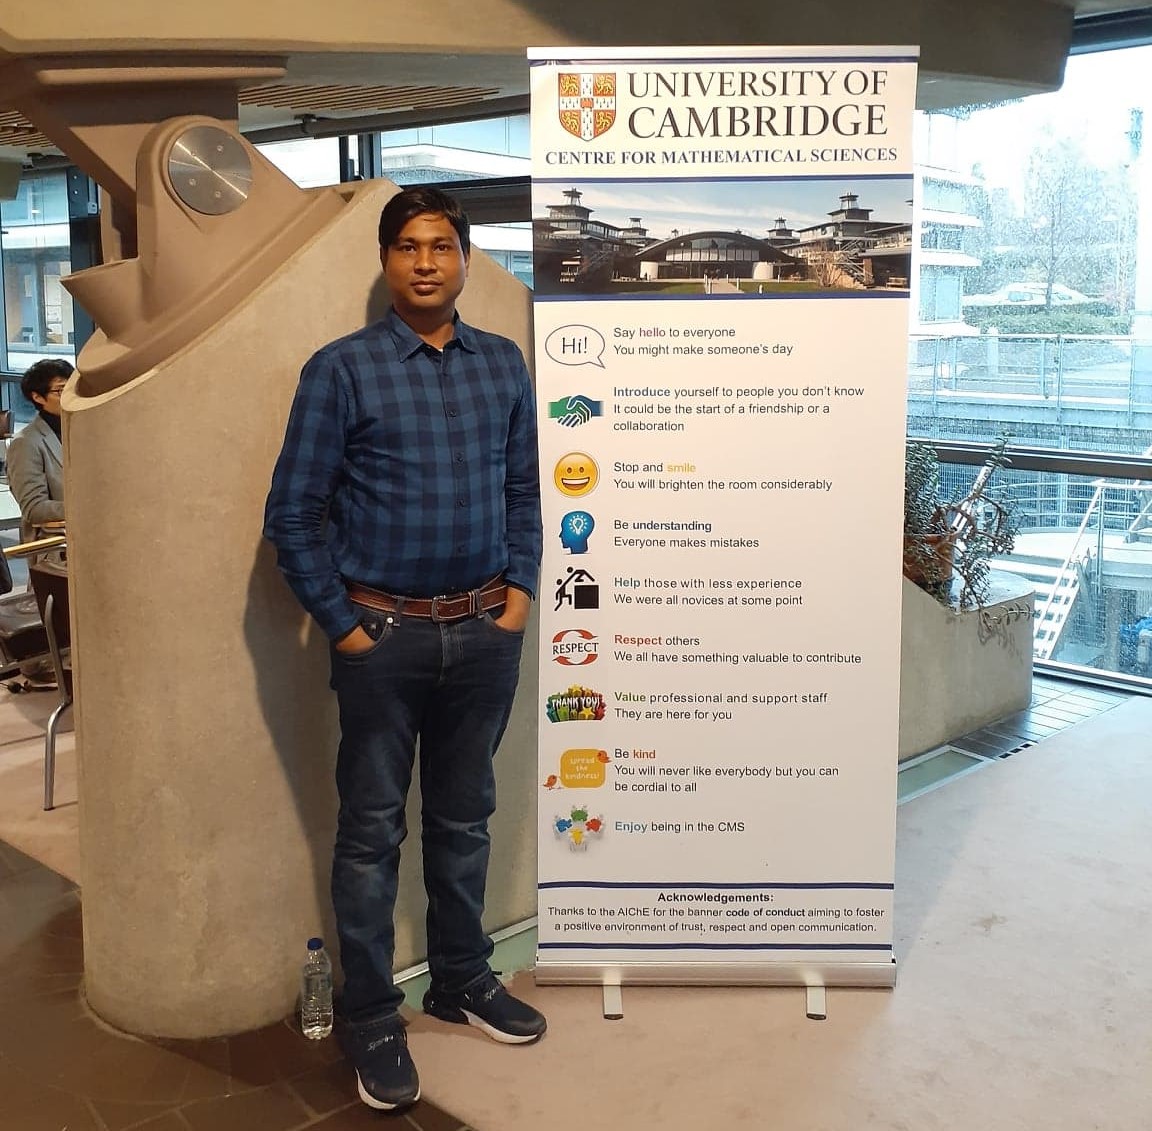 UNIVERSITY OF
CAMBRIDGE
CENTRE FOR MATHEMATICAL SCIENCES
Hi!
Say hello to everyone
You might make someone's day
Introduce yourself to people you don't know
It could be the start of a friendship or a
collaboration
Stop and smile
You will brighten the room considerably
Be understanding
Everyone makes mistakes
Help those with less experience
We were all novices at some point
RESPECT
Respect others
We all have something valuable to contribute
THANK YOU!
Value professional and support staff
They are here for you
spread
the
kindness!
Be kind
You will never like everybody but you can
be cordial to all
Enjoy being in the CMS
Acknowledgements:
Thanks to the AIChE for the banner code of conduct aiming to foster
a positive environment of trust, respect and open communication.